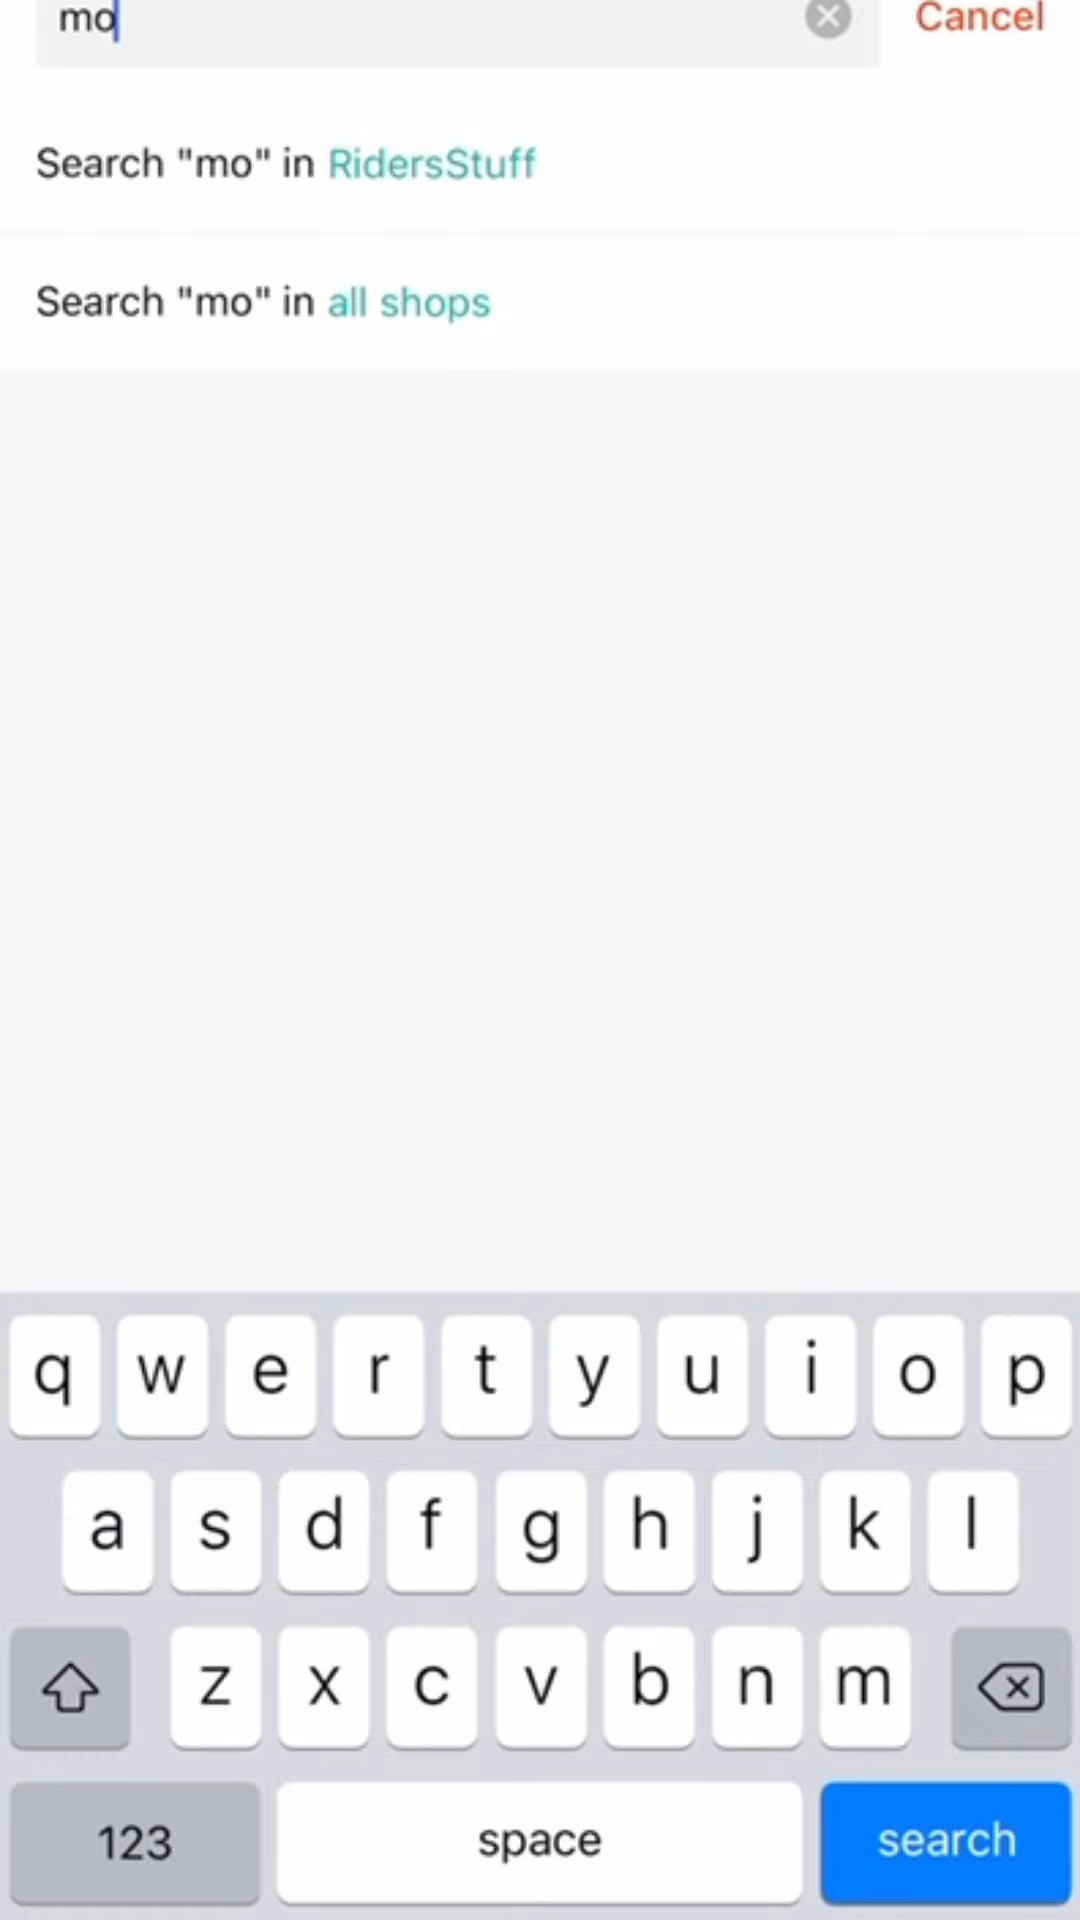 mo
Cancel
Search "mo" in RidersStuff
Search "mo" in all shops
q w e r t y u i o p
a s d f g h j k l
z x c v b n m
123 space search